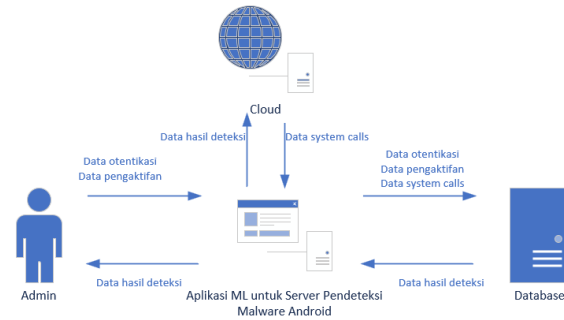 Cloud
Data hasil deteksi
Data system calls
Data otentikasi
Data pengaktifan
Data otentikasi
Data pengaktifan
Data system calls
Data hasil deteksi
Data hasil deteksi
Admin
Aplikasi ML untuk Server Pendeteksi
Malware Android
Database